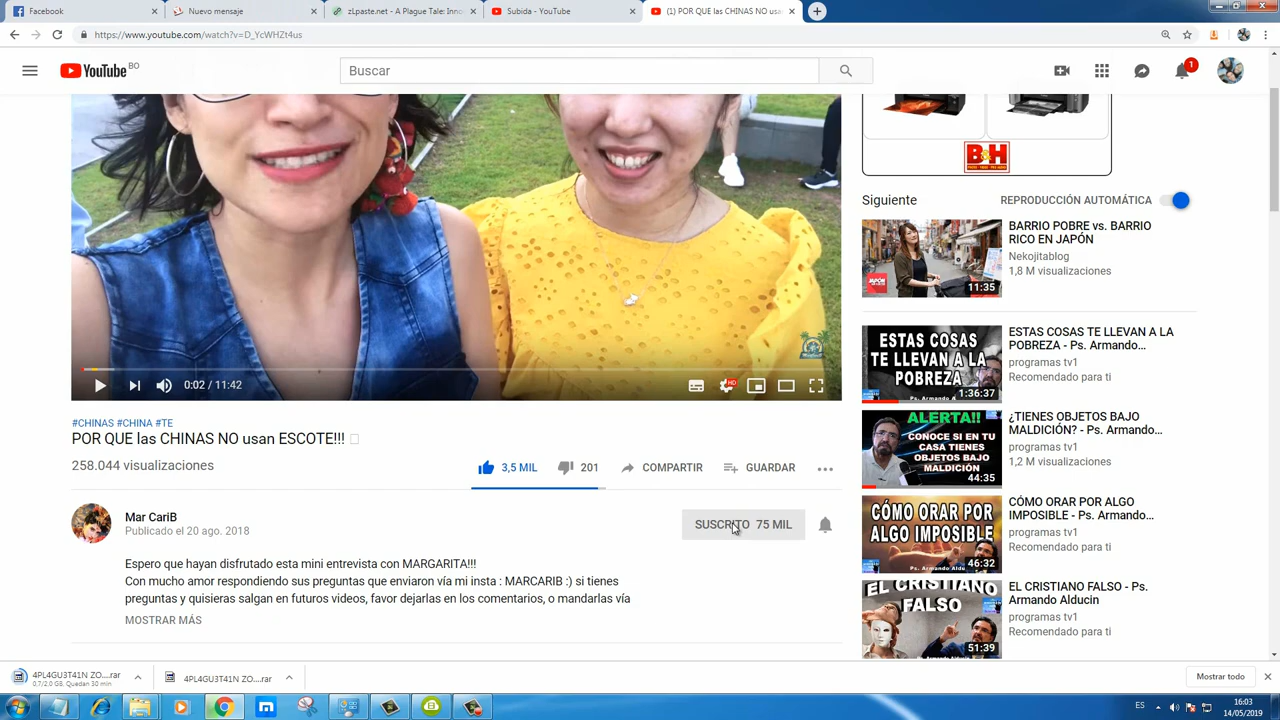 Facebook
Nuevo mensaje
zLpaste.net - A Plague Tale: Inno
Subida - YouTube
(1) POR QUE las CHINAS NO usa
https://www.youtube.com/watch?v=D_YcWHZt4us
YouTube BO
Buscar
1
B&H
Siguiente
REPRODUCCIÓN AUTOMÁTICA
BARRIO POBRE vs. BARRIO
RICO EN JAPÓN
Nekojitablog
1,8 M visualizaciones
JAPÓN
11:35
ESTAS COSAS TE LLEVAN A LA
POBREZA - Ps. Armando...
programas tv1
Recomendado para ti
ESTAS COSAS
TE LLEVAN A LA
POBREZA
1:36:37
¿TIENES OBJETOS BAJO
MALDICIÓN? - Ps. Armando...
programas tv1
1,2 M visualizaciones
ALERTA!!
CONOCE SI EN TU
CASA TIENES
OBJETOS BAJO
MALDICIÓN
44:35
CÓMO ORAR POR ALGO
IMPOSIBLE - Ps. Armando...
programas tv1
Recomendado para ti
CÓMO ORAR POR
ALGO IMPOSIBLE
46:32
EL CRISTIANO FALSO - Ps.
Armando Alducin
programas tv1
Recomendado para ti
EL CRISTIANO
FALSO
51:39
0:02 / 11:42
HD
#CHINAS #CHINA #TE
POR QUE las CHINAS NO usan ESCOTE!!!
258.044 visualizaciones
3,5 MIL
201
COMPARTIR
GUARDAR
Mar CariB
Publicado el 20 ago. 2018
SUSCRITO 75 MIL
Espero que hayan disfrutado esta mini entrevista con MARGARITA!!!
Con mucho amor respondiendo sus preguntas que enviaron vía mi insta : MARCARIB :) si tienes
preguntas y quisieras salgan en futuros videos, favor dejarlas en los comentarios, o mandarlas vía
MOSTRAR MÁS
4PL4GU3T41N ZO....rar
0,7/2,0 GB, Quedan 30 min
4PL4GU3T41N ZO....rar
Mostrar todo
ES
16:03
14/05/2019